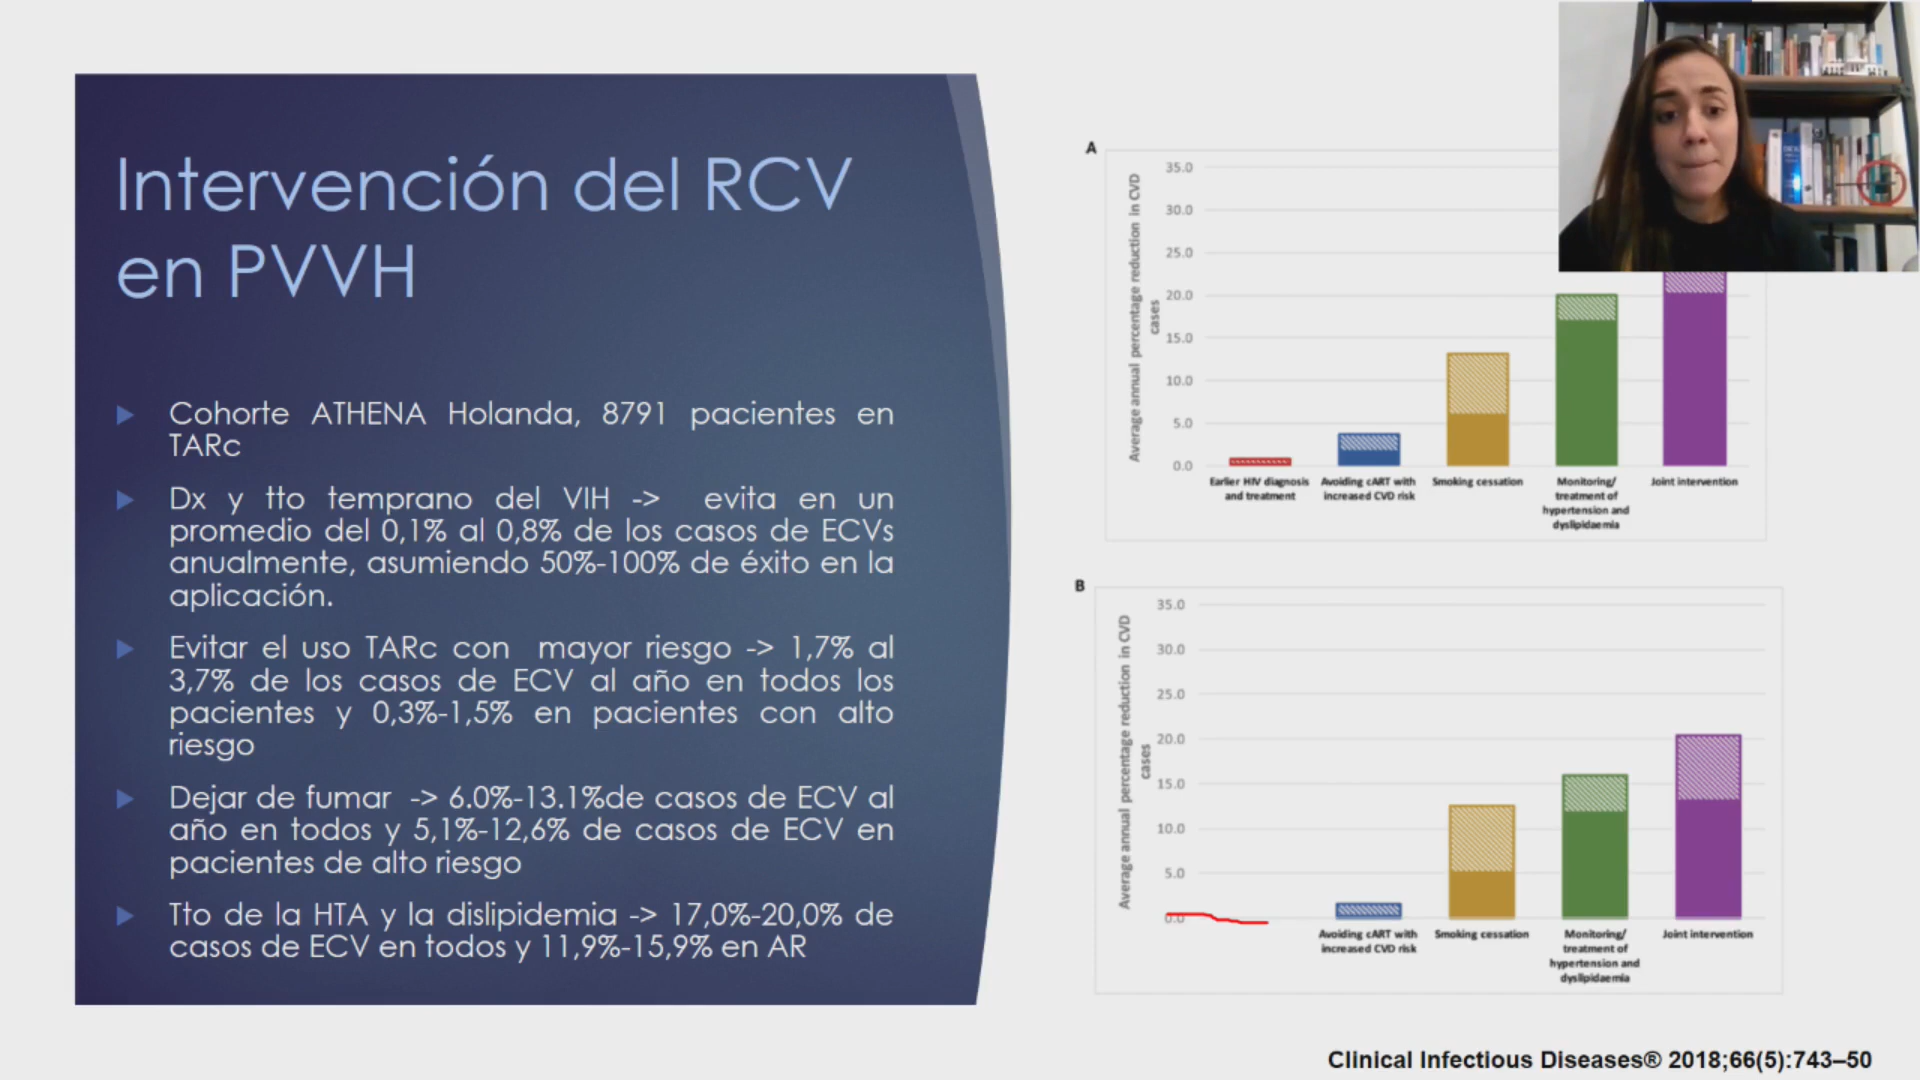 Intervención del RCV
en PVVH
Cohorte ATHENA Holanda, 8791 pacientes en
TARc
Dx y tto temprano del VIH -> evita en un
promedio del 0,1% al 0,8% de los casos de ECVs
anualmente, asumiendo 50%-100% de éxito en la
aplicación.
Evitar el uso TARc con mayor riesgo -> 1,7% al
3,7% de los casos de ECV al año en todos los
pacientes y 0,3%-1,5% en pacientes con alto
riesgo
Dejar de fumar -> 6.0%-13.1%de casos de ECV al
año en todos y 5,1%-12,6% de casos de ECV en
pacientes de alto riesgo
Tto de la HTA y la dislipidemia -> 17,0%-20,0% de
casos de ECV en todos y 11,9%-15,9% en AR
A
Average annual percentage reduction in CVD
cases
35.0
30.0
25.0
20.0
15.0
10.0
5.0
0.0
Earlier HIV diagnosis
and treatment
Avoiding cART with
increased CVD risk
Smoking cessation
Monitoring/
treatment of
hypertension and
dyslipidaemia
Joint intervention
B
Average annual percentage reduction in CVD
cases
35.0
30.0
25.0
20.0
15.0
10.0
5.0
0.0
Avoiding cART with
increased CVD risk
Smoking cessation
Monitoring/
treatment of
hypertension and
dyslipidaemia
Joint intervention
Clinical Infectious Diseases® 2018;66(5):743–50